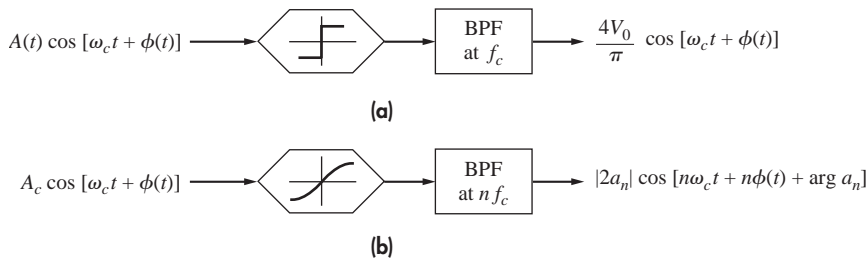 A(t) cos [ω_c t + ϕ(t)]
BPF
at f_c
4V_0/π cos [ω_c t + ϕ(t)]
(a)
A_c cos [ω_c t + ϕ(t)]
BPF
at n f_c
|2a_n| cos [nω_c t + nϕ(t) + arg a_n]
(b)